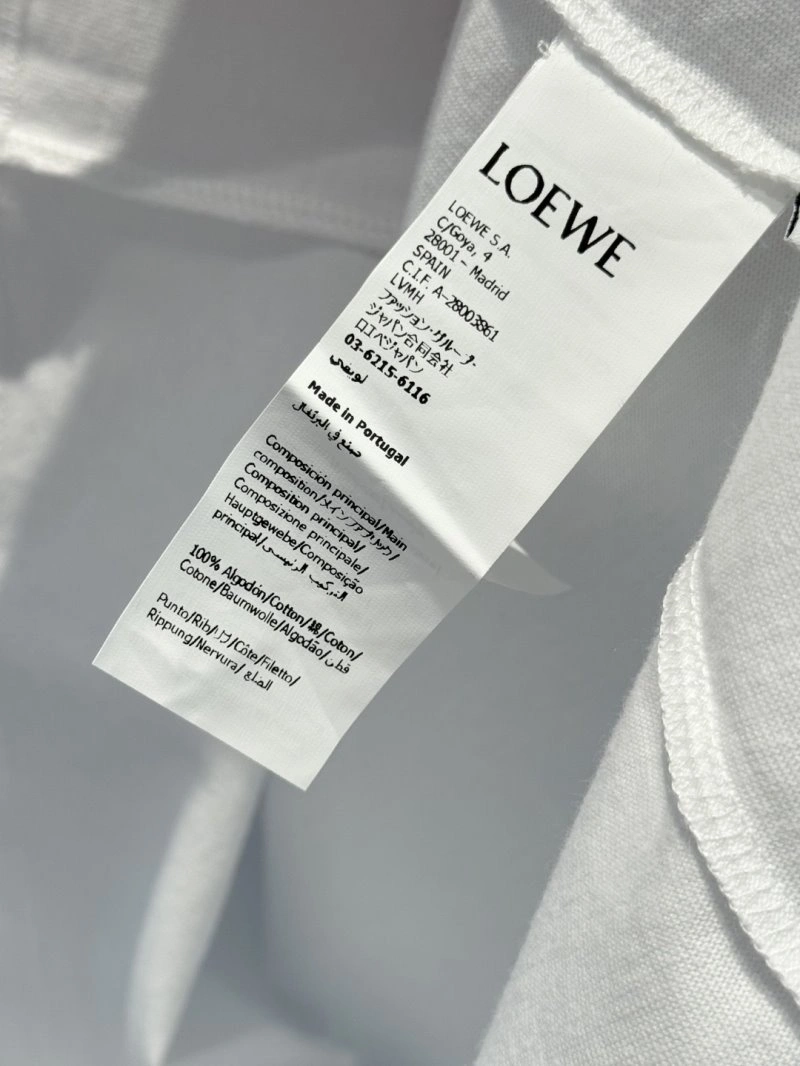 LOEWE
LOEWE S.A.
C/Goya, 4
28001 - Madrid
SPAIN
C.I.F. A-28003861
LVMH
ファッション・グループ・
ジャパン合同会社
ロエベジャパン
03-6215-6116
لويفي
Made in Portugal
صنع في البرتغال
Composición principal/Main
composition/メインファブリック/
Composition principal/
Composizione principale/
Hauptgewebe/Composição
principal/التركيب الرئيسي
100% Algodón/Cotton/綿/Coton/
Cotone/Baumwolle/Algodão/قطن
Punto/Rib/リブ/Côte/Filetto/
Rippung/Nervura/الضلع